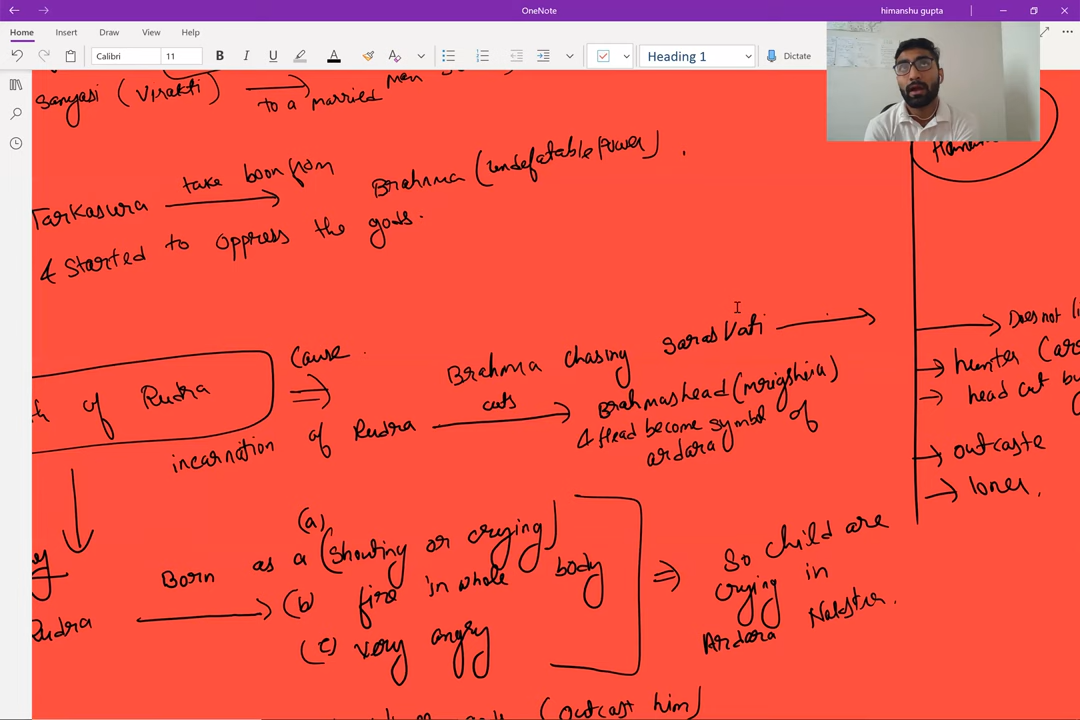 OneNote
himanshu gupta
Home Insert Draw View Help
Calibri 11 B I U A Heading 1 Dictate
Sanyasi (Virakti)
to a married man
Tarkasura take boon from Brahma (undefatable power) .
& Started to oppress the gods.
Does not
hunter
head cut
outcaste
loner.
of Rudra
Cause
Brahma chasing Sarasvati
incarnation of Rudra cuts Brahmas head (mrigshira)
& Head become symbol of
ardara
Rudra
Born as a
(a) (Shouting or crying)
(b) fire in whole body
(c) very angry
So child are
crying in
Ardara Nakstra.
(outcast him)